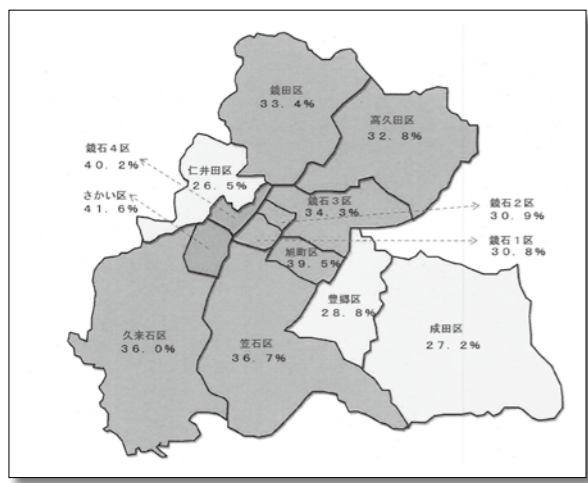 鏡田区
33.4%
高久田区
32.8%
鏡石4区
40.2%
仁井田区
26.5%
さかい区
41.6%
鏡石3区
34.3%
鏡石2区
30.9%
鏡石1区
30.8%
旭町区
39.5%
豊郷区
28.8%
成田区
27.2%
久来石区
36.0%
笠石区
36.7%